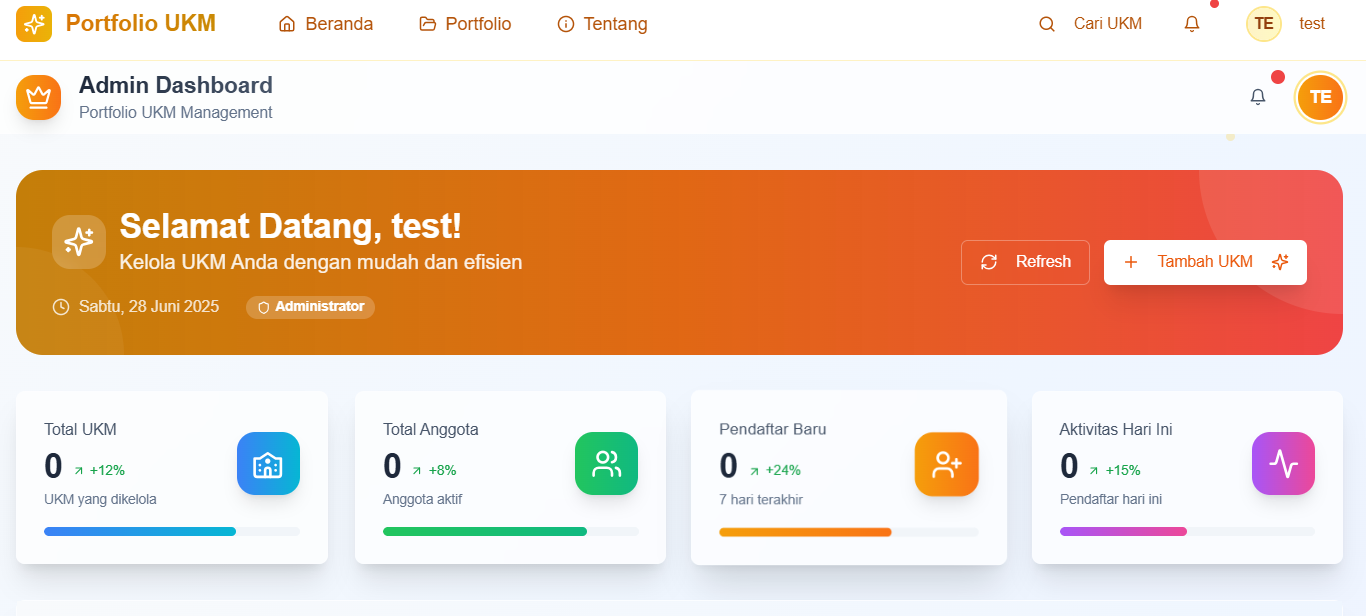 Portfolio UKM
Beranda
Portfolio
Tentang
Cari UKM
TE
test
Admin Dashboard
Portfolio UKM Management
TE
Selamat Datang, test!
Kelola UKM Anda dengan mudah dan efisien
Sabtu, 28 Juni 2025
Administrator
Refresh
Tambah UKM
Total UKM
0 +12%
UKM yang dikelola
Total Anggota
0 +8%
Anggota aktif
Pendaftar Baru
0 +24%
7 hari terakhir
Aktivitas Hari Ini
0 +15%
Pendaftar hari ini